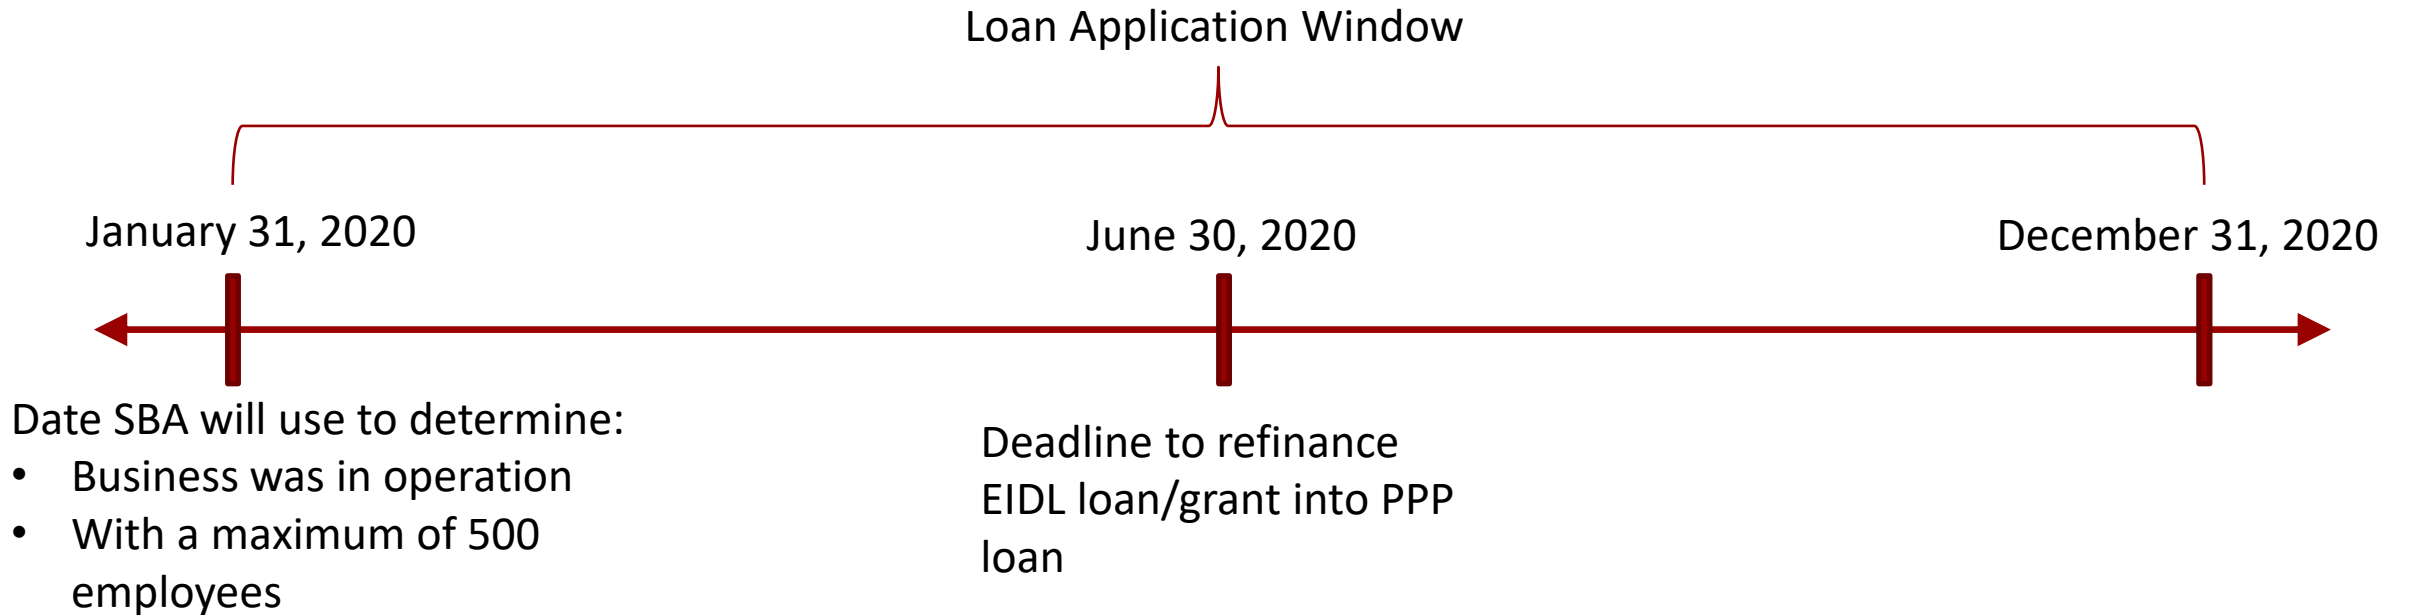 Loan Application Window
January 31, 2020
June 30, 2020
December 31, 2020
Date SBA will use to determine:
• Business was in operation
• With a maximum of 500
employees
Deadline to refinance
EIDL loan/grant into PPP
loan